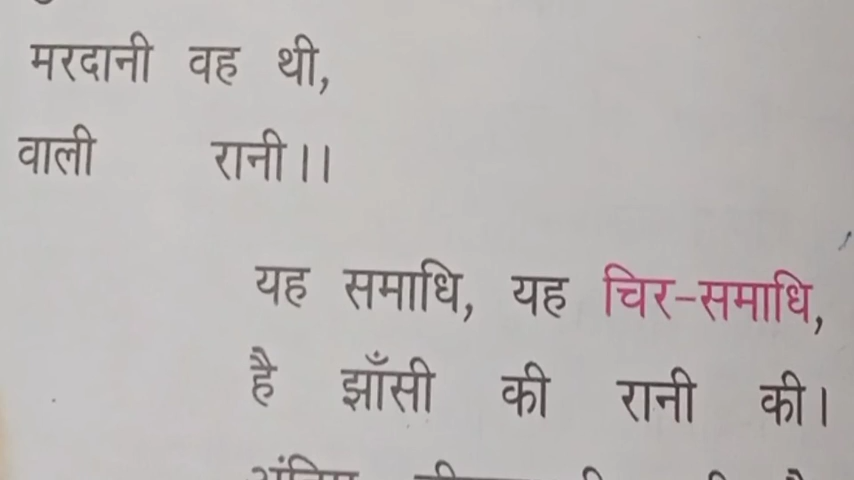 मरदानी वह थी,
वाली रानी।।
यह समाधि, यह चिर-समाधि,
है झाँसी की रानी की।